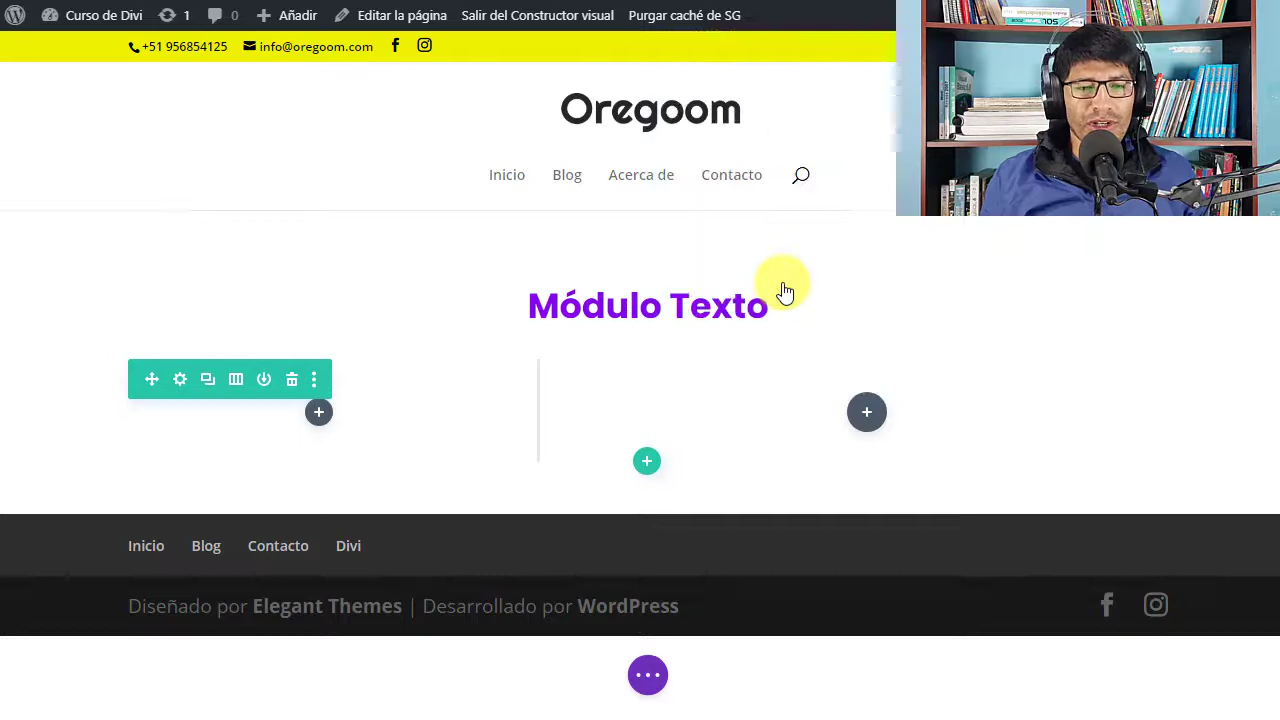 Curso de Divi 1 0 Añadir Editar la página Salir del Constructor visual Purgar caché de SG
+51 956854125 info@oregoom.com
Oregoom
Inicio Blog Acerca de Contacto
Módulo Texto
Inicio Blog Contacto Divi
Diseñado por Elegant Themes | Desarrollado por WordPress